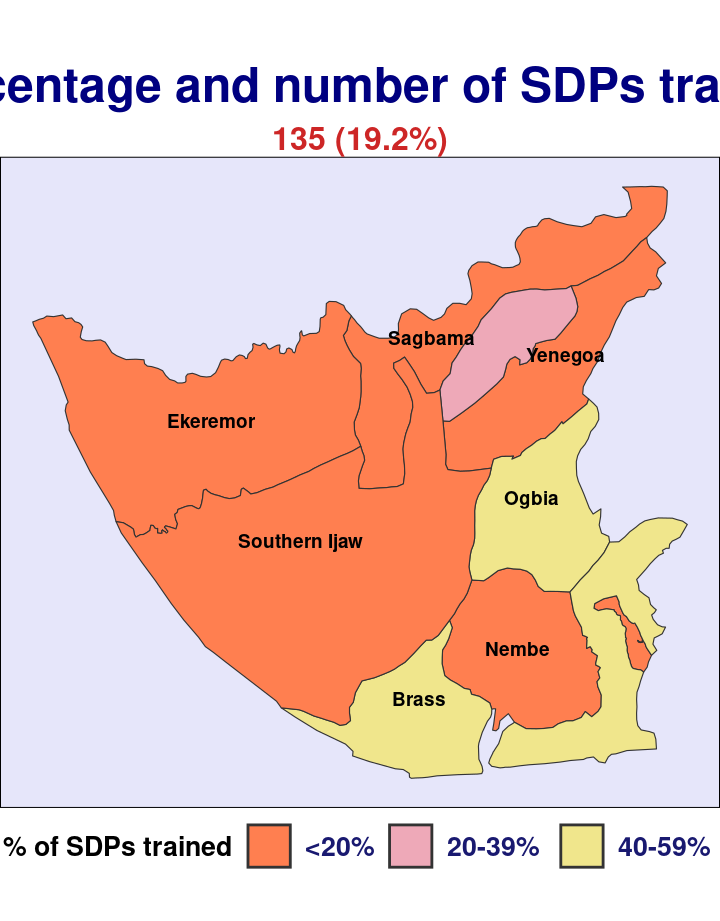 centage and number of SDPs tra
135 (19.2%)
Sagbama
Yenegoa
Ekeremor
Ogbia
Southern Ijaw
Nembe
Brass
% of SDPs trained <20% 20-39% 40-59%